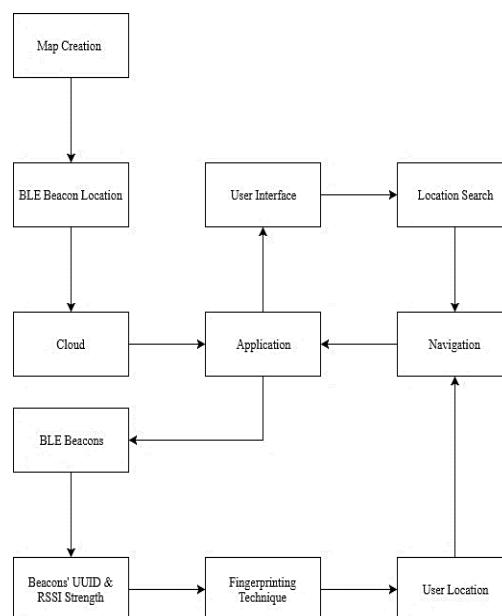 Map Creation
BLE Beacon Location
User Interface
Location Search
Cloud
Application
Navigation
BLE Beacons
Beacons' UUID &
RSSI Strength
Fingerprinting
Technique
User Location